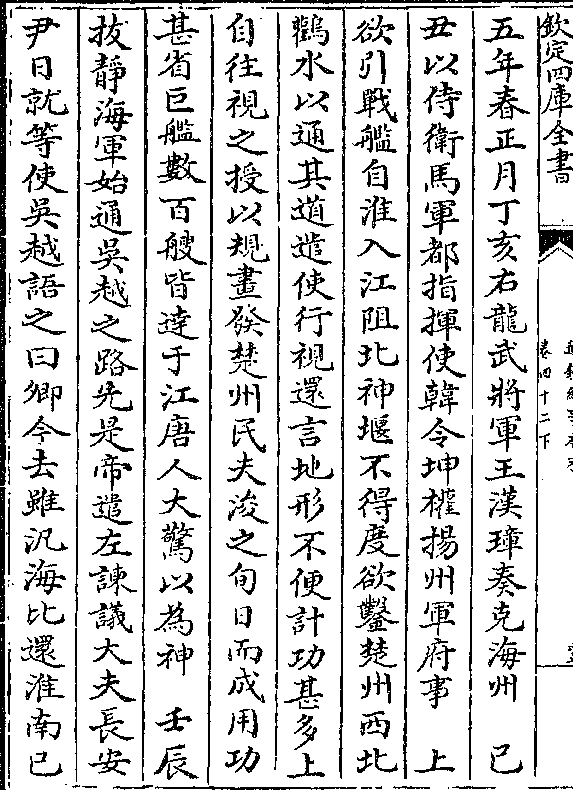 欽定四庫全書
卷四十二下
五年春正月丁亥右龍武將軍王漢璋奏克海州 己
丑以侍衛馬軍都指揮使韓令坤權揚州軍府事 上
欲引戰艦自淮入江阻北神堰不得度欲鑿楚州西北
鸛水以通其道遣使行視還言地形不便計功甚多上
自往視之授以規畫發楚州民夫浚之旬日而成用功
甚省巨艦數百艘皆達于江唐人大驚以為神 壬辰
拔靜海軍始通吳越之路先是帝遣左諫議大夫長安
尹日就等使吳越語之曰卿今去雖汎海比還淮南已